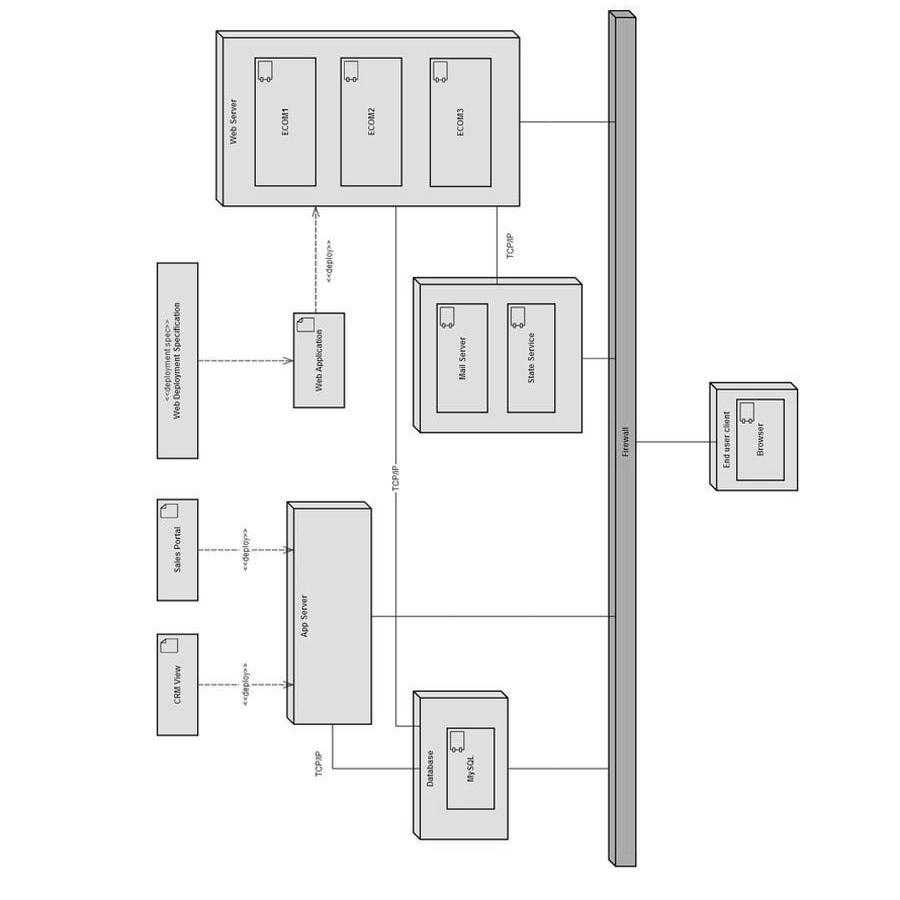 CRM View
Sales Portal
<<deployment spec>>
Web Deployment Specification
<<deploy>>
<<deploy>>
App Server
Web Application
<<deploy>>
Web Server
ECOM1
ECOM2
ECOM3
TCP/IP
TCP/IP
TCP/IP
Database
MySQL
Mail Server
State Service
Firewall
End user client
Browser